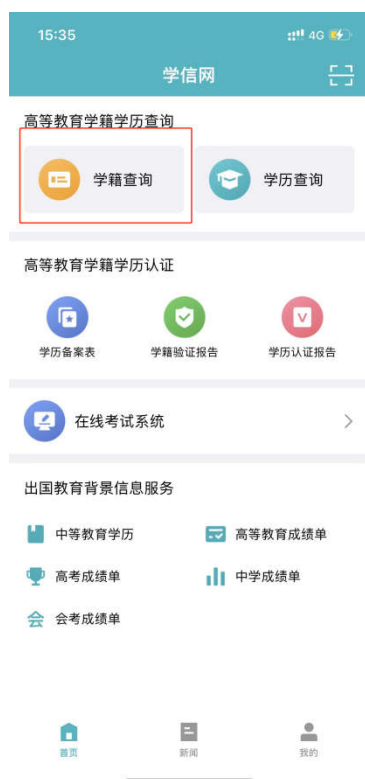 15:35
4G
学信网
高等教育学籍学历查询
学籍查询
学历查询
高等教育学籍学历认证
学历备案表
学籍验证报告
学历认证报告
在线考试系统
出国教育背景信息服务
中等教育学历
高等教育成绩单
高考成绩单
中学成绩单
会 会考成绩单
首页
新闻
我的